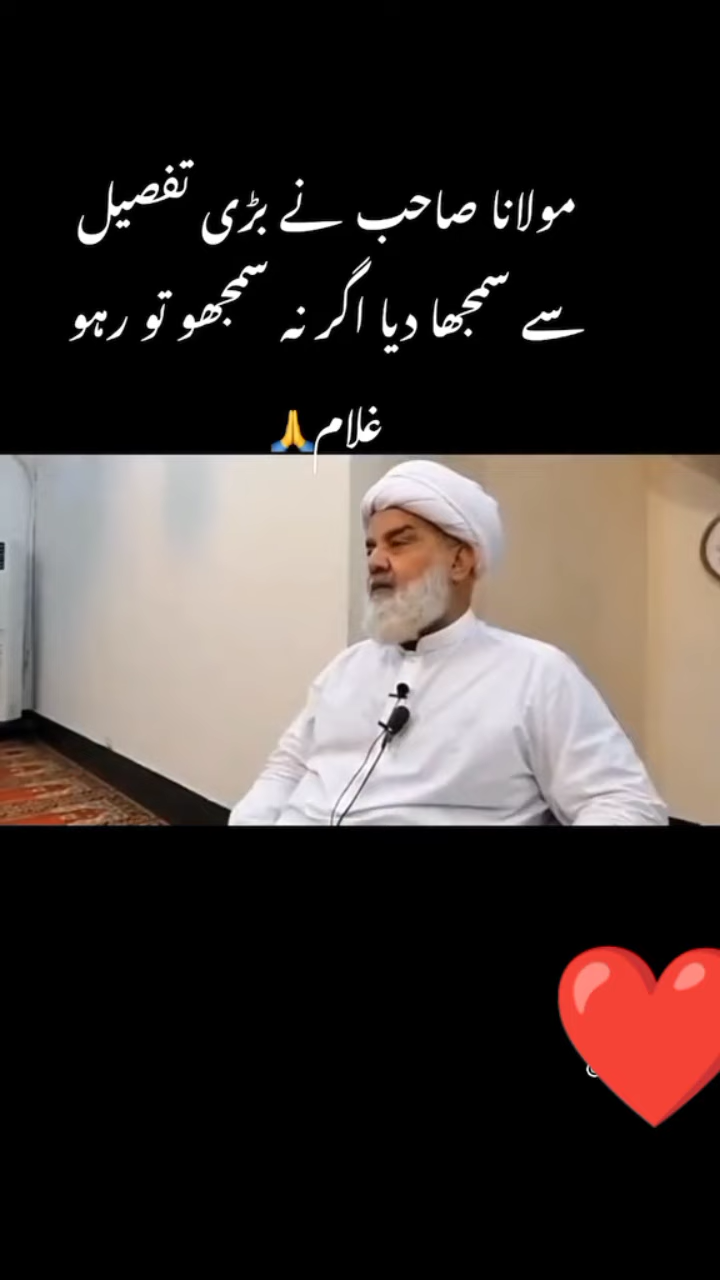 مولانا صاحب نے بڑی تفصیل
سے سمجھا دیا اگر نہ سمجھو تو رہو
غلام🙏